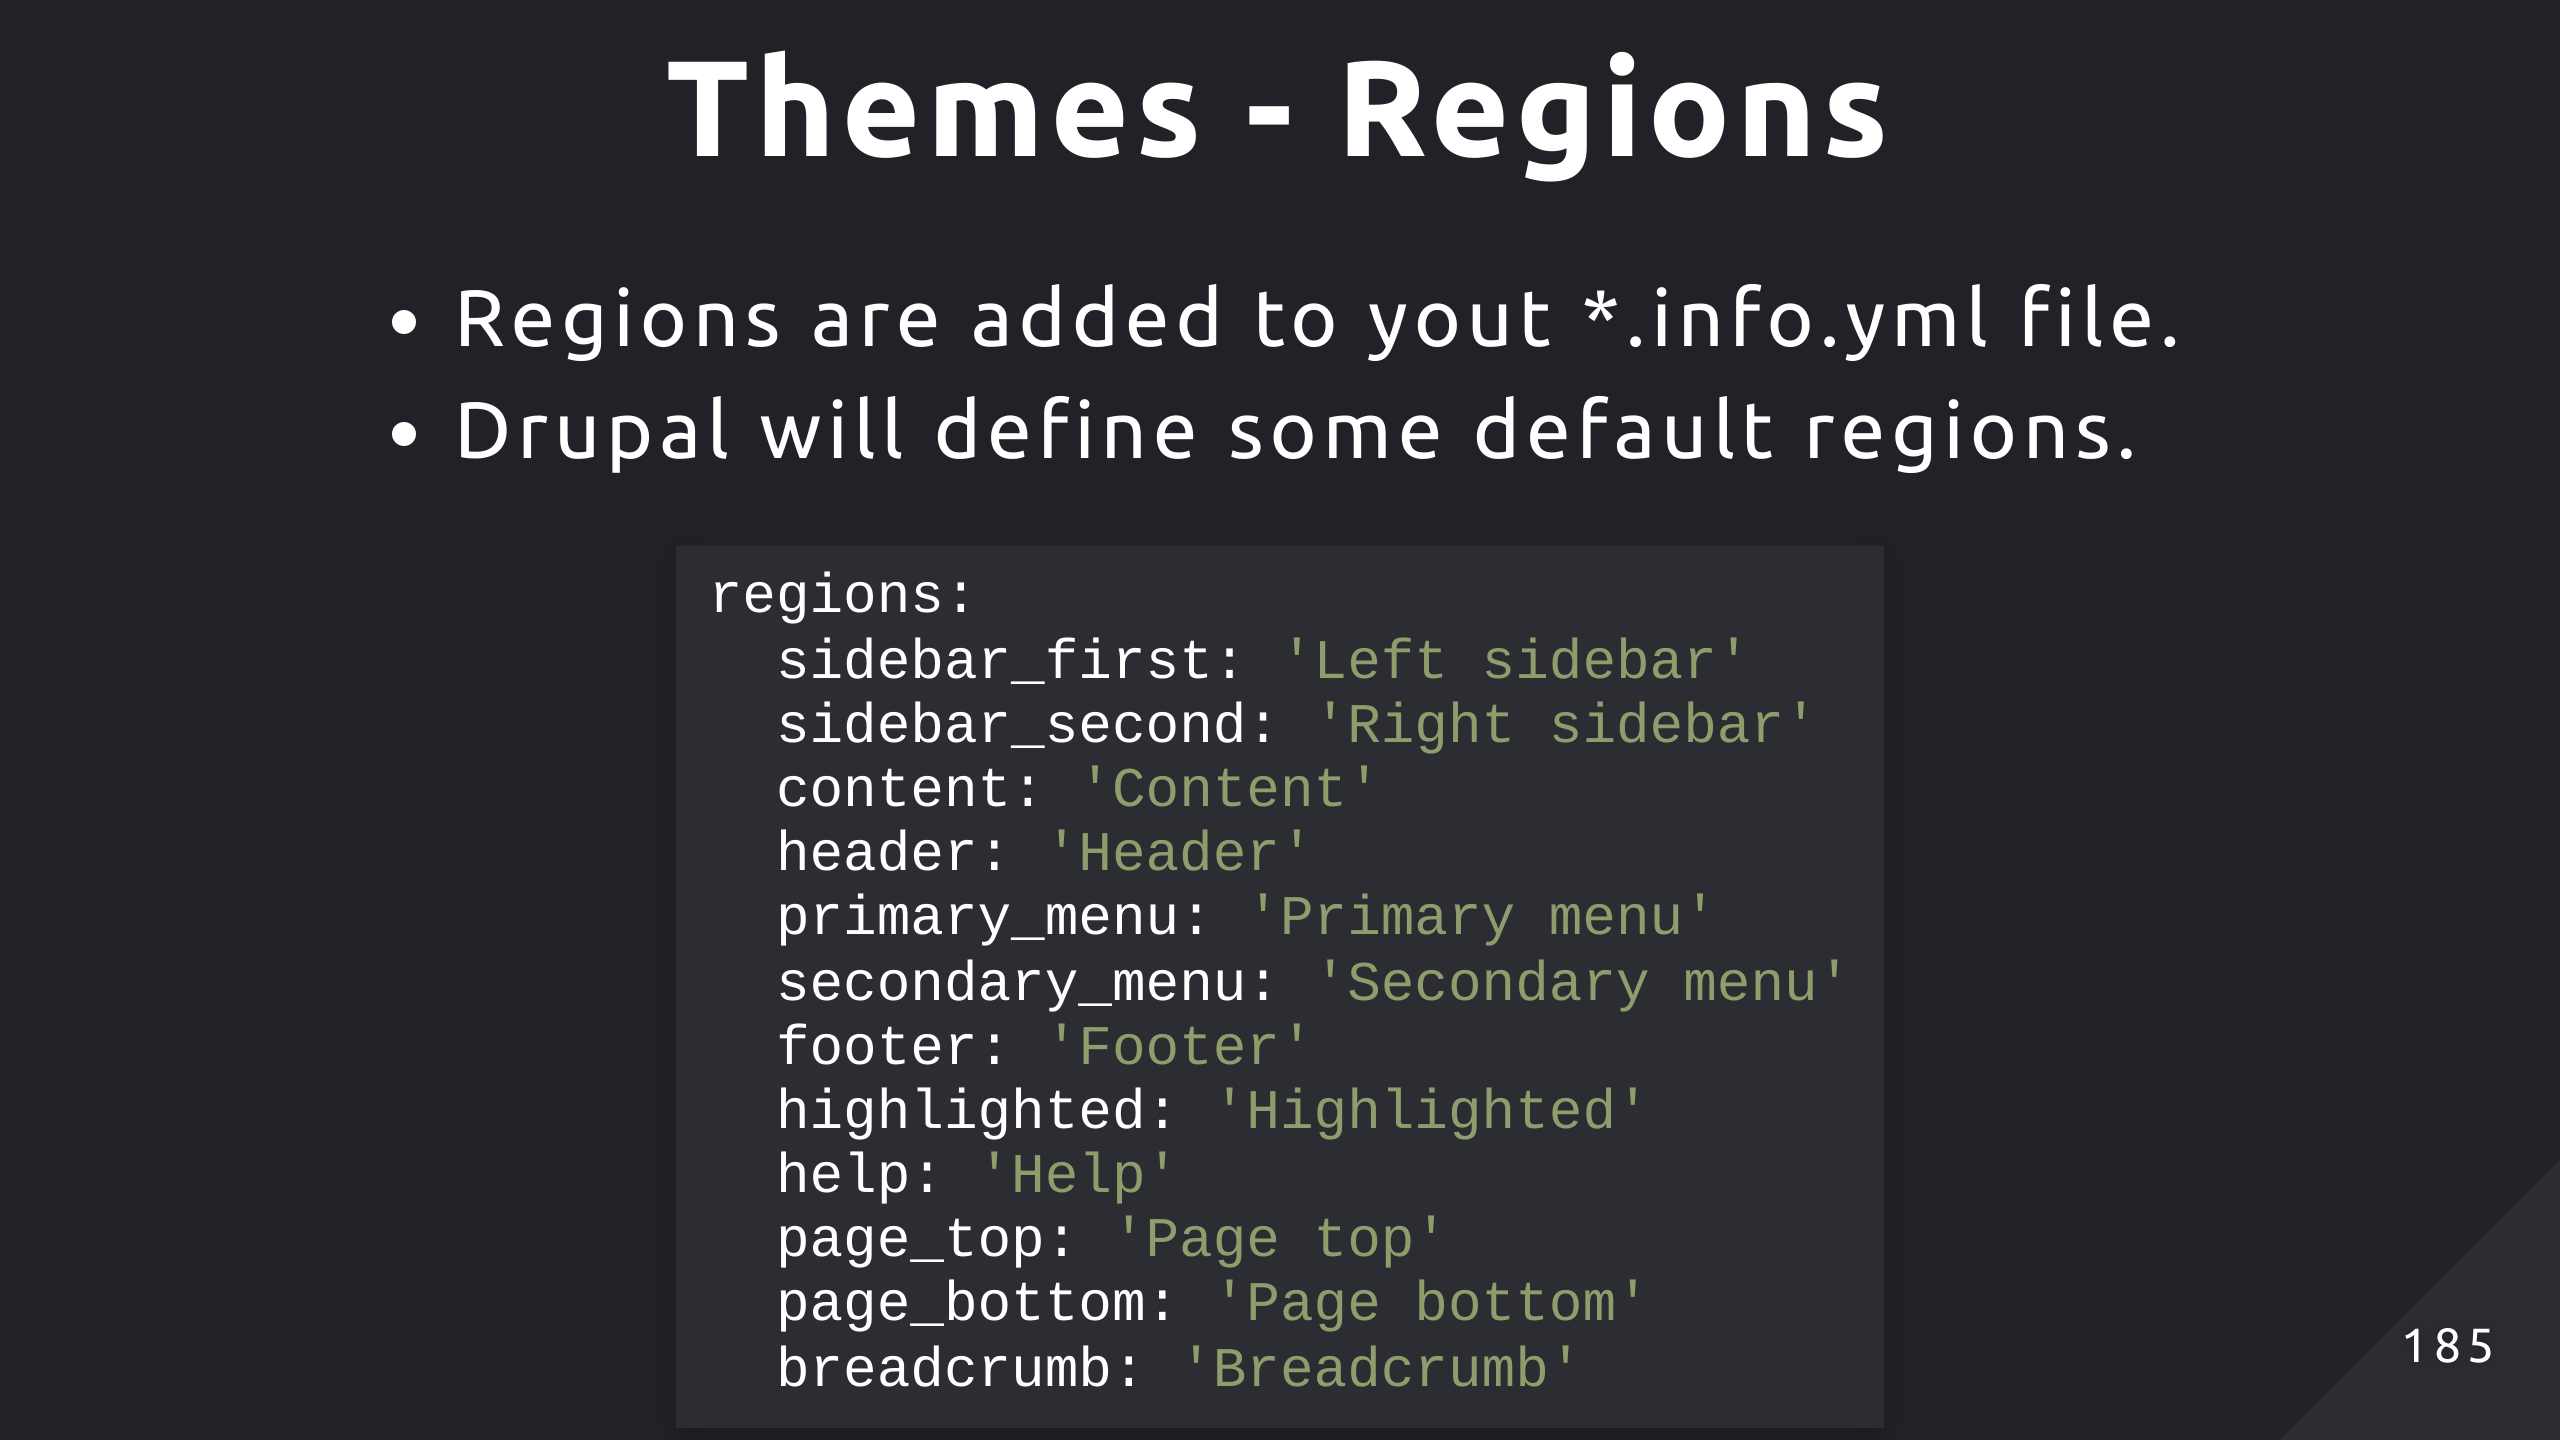 Themes - Regions
• Regions are added to yout *.info.yml file.
• Drupal will define some default regions.
regions:
  sidebar_first: 'Left sidebar'
  sidebar_second: 'Right sidebar'
  content: 'Content'
  header: 'Header'
  primary_menu: 'Primary menu'
  secondary_menu: 'Secondary menu'
  footer: 'Footer'
  highlighted: 'Highlighted'
  help: 'Help'
  page_top: 'Page top'
  page_bottom: 'Page bottom'
  breadcrumb: 'Breadcrumb'
185